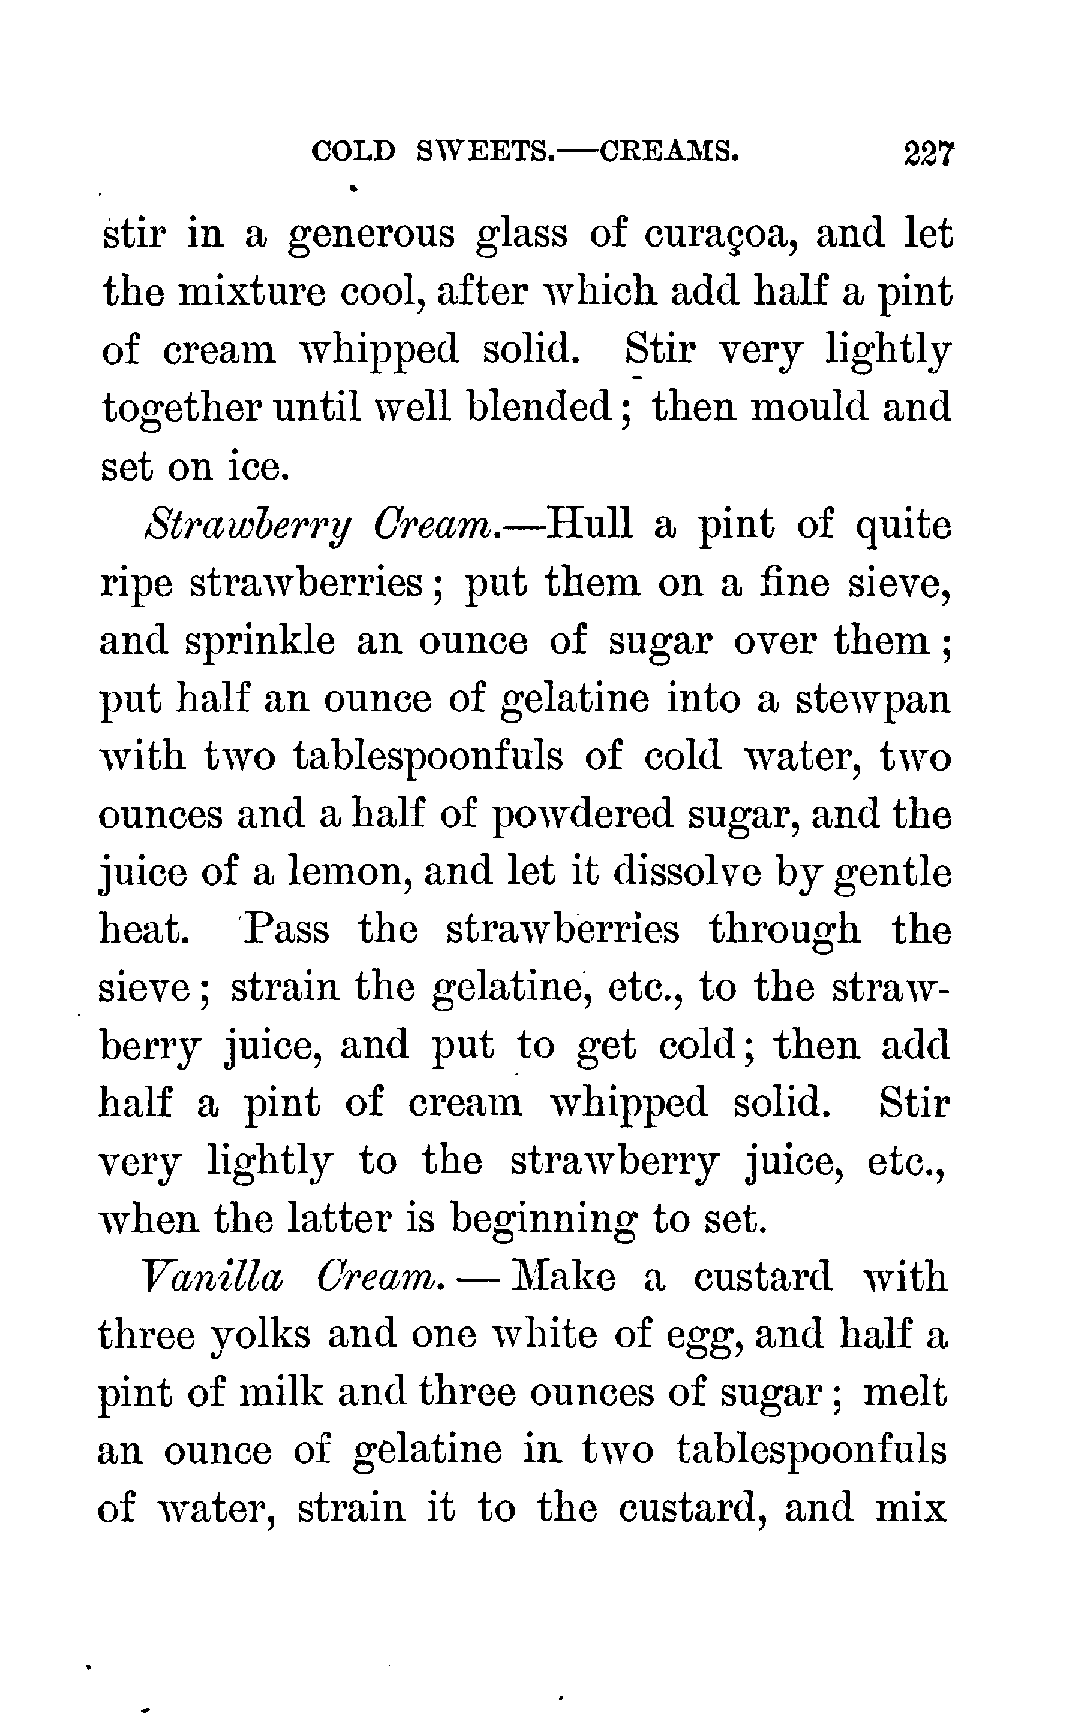 COLD SWEETS.—CREAMS. 227
stir in a generous glass of curaçoa, and let
the mixture cool, after which add half a pint
of cream whipped solid. Stir very lightly
together until well blended; then mould and
set on ice.
Strawberry Cream.—Hull a pint of quite
ripe strawberries; put them on a fine sieve,
and sprinkle an ounce of sugar over them;
put half an ounce of gelatine into a stewpan
with two tablespoonfuls of cold water, two
ounces and a half of powdered sugar, and the
juice of a lemon, and let it dissolve by gentle
heat. Pass the strawberries through the
sieve; strain the gelatine, etc., to the straw-
berry juice, and put to get cold; then add
half a pint of cream whipped solid. Stir
very lightly to the strawberry juice, etc.,
when the latter is beginning to set.
Vanilla Cream. — Make a custard with
three yolks and one white of egg, and half a
pint of milk and three ounces of sugar; melt
an ounce of gelatine in two tablespoonfuls
of water, strain it to the custard, and mix